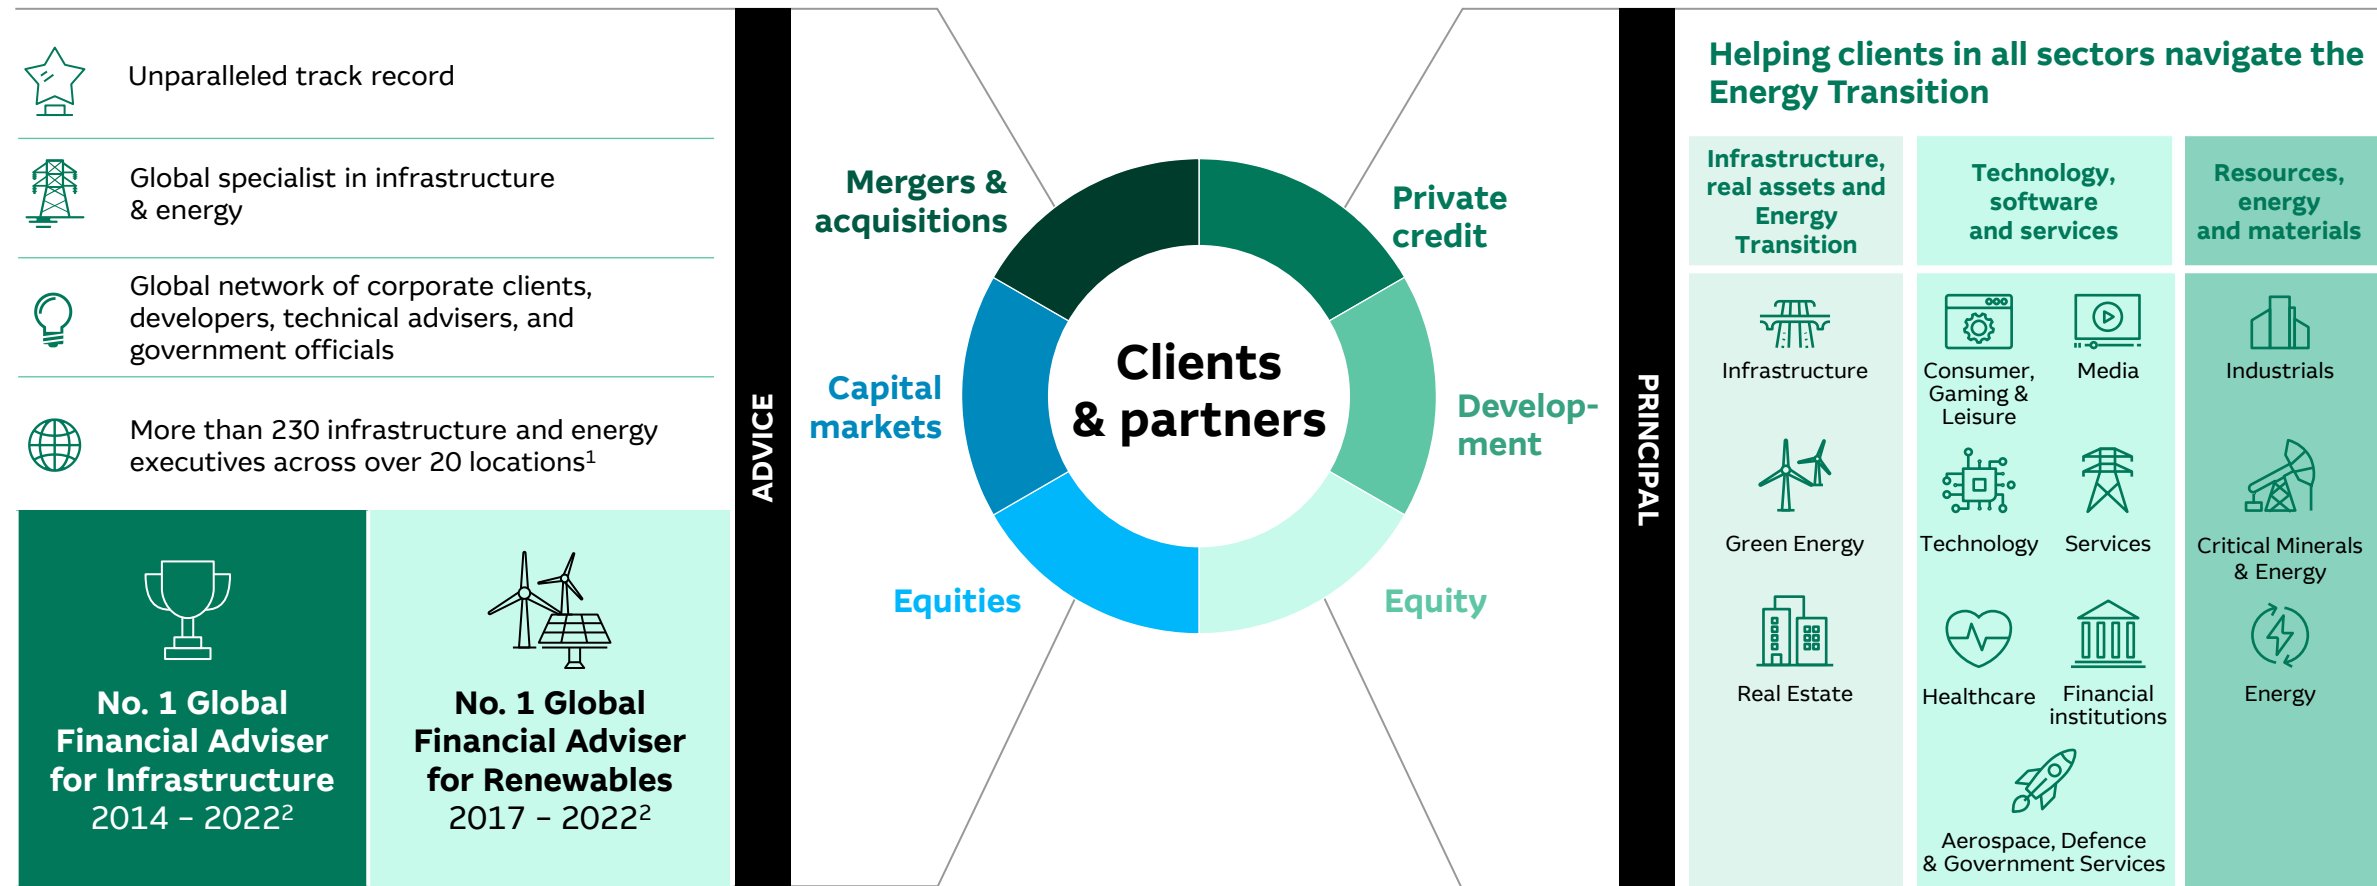 Unparalleled track record
Global specialist in infrastructure
& energy
Global network of corporate clients,
developers, technical advisers, and
government officials
More than 230 infrastructure and energy
executives across over 20 locations¹
No. 1 Global
Financial Adviser
for Infrastructure
2014 – 2022²
No. 1 Global
Financial Adviser
for Renewables
2017 – 2022²
ADVICE
Mergers &
acquisitions
Capital
markets
Equities
Clients
& partners
Private
credit
Develop-
ment
Equity
PRINCIPAL
Helping clients in all sectors navigate the
Energy Transition
Infrastructure,
real assets and
Energy
Transition
Infrastructure
Green Energy
Real Estate
Technology,
software
and services
Consumer,
Gaming &
Leisure
Media
Technology
Services
Healthcare
Financial
institutions
Aerospace, Defence
& Government Services
Resources,
energy
and materials
Industrials
Critical Minerals
& Energy
Energy